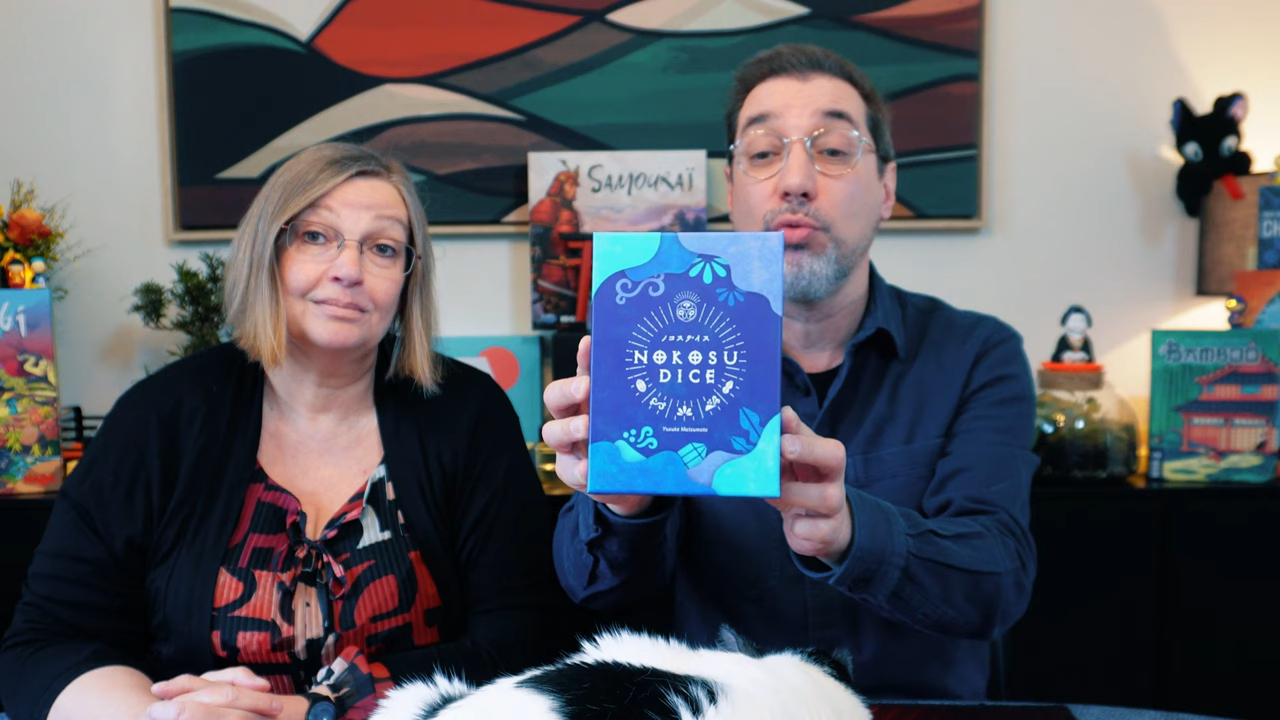 SAMOURAÏ
ノコスダイス
NOKOSU
DICE
Yusuke Matsumoto
BAMBOO